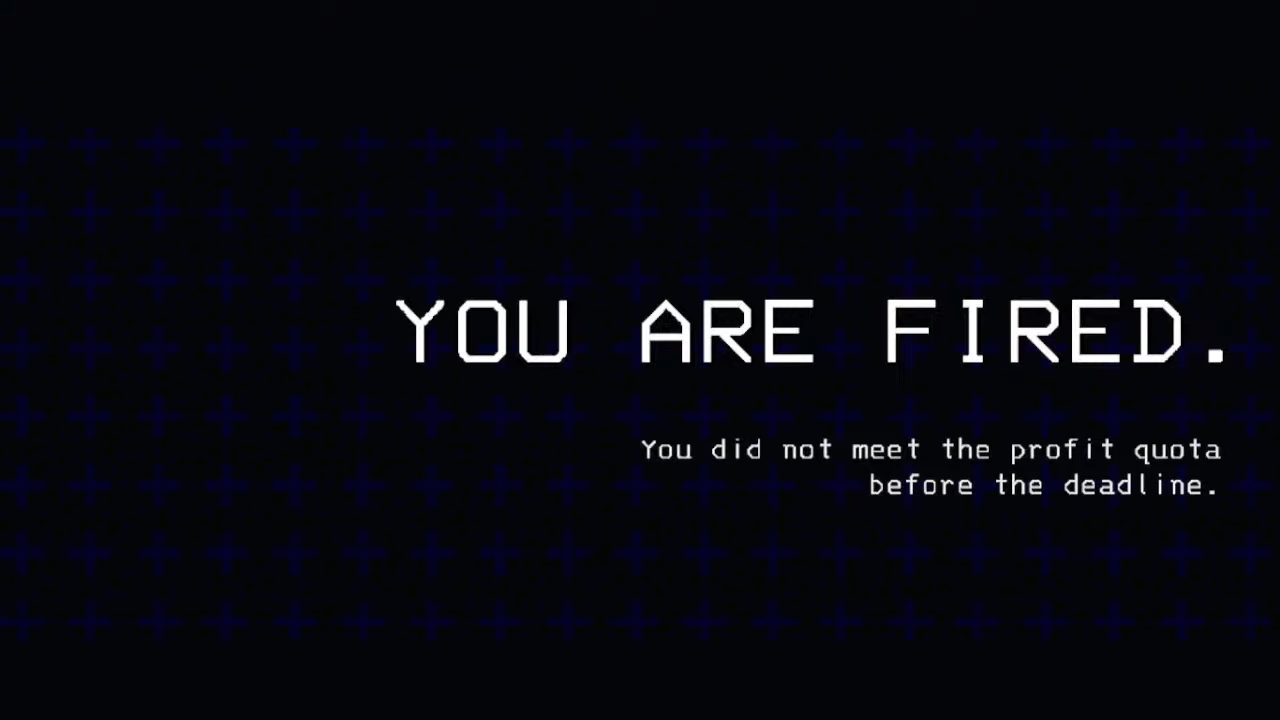 YOU ARE FIRED.
You did not meet the profit quota
before the deadline.